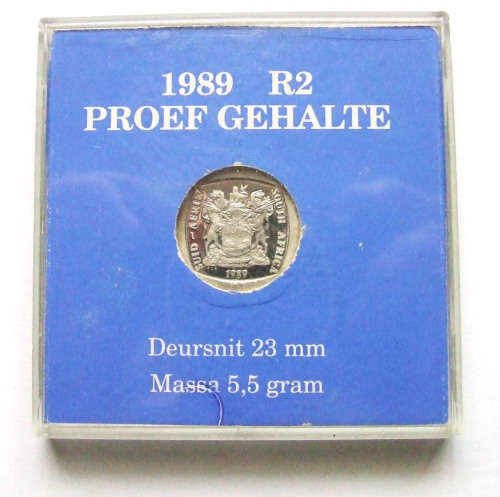 1989 R2
PROEF GEHALTE
SUID-AFRIKA SOUTH AFRICA
1989
Deursnit 23 mm
Massa 5,5 gram